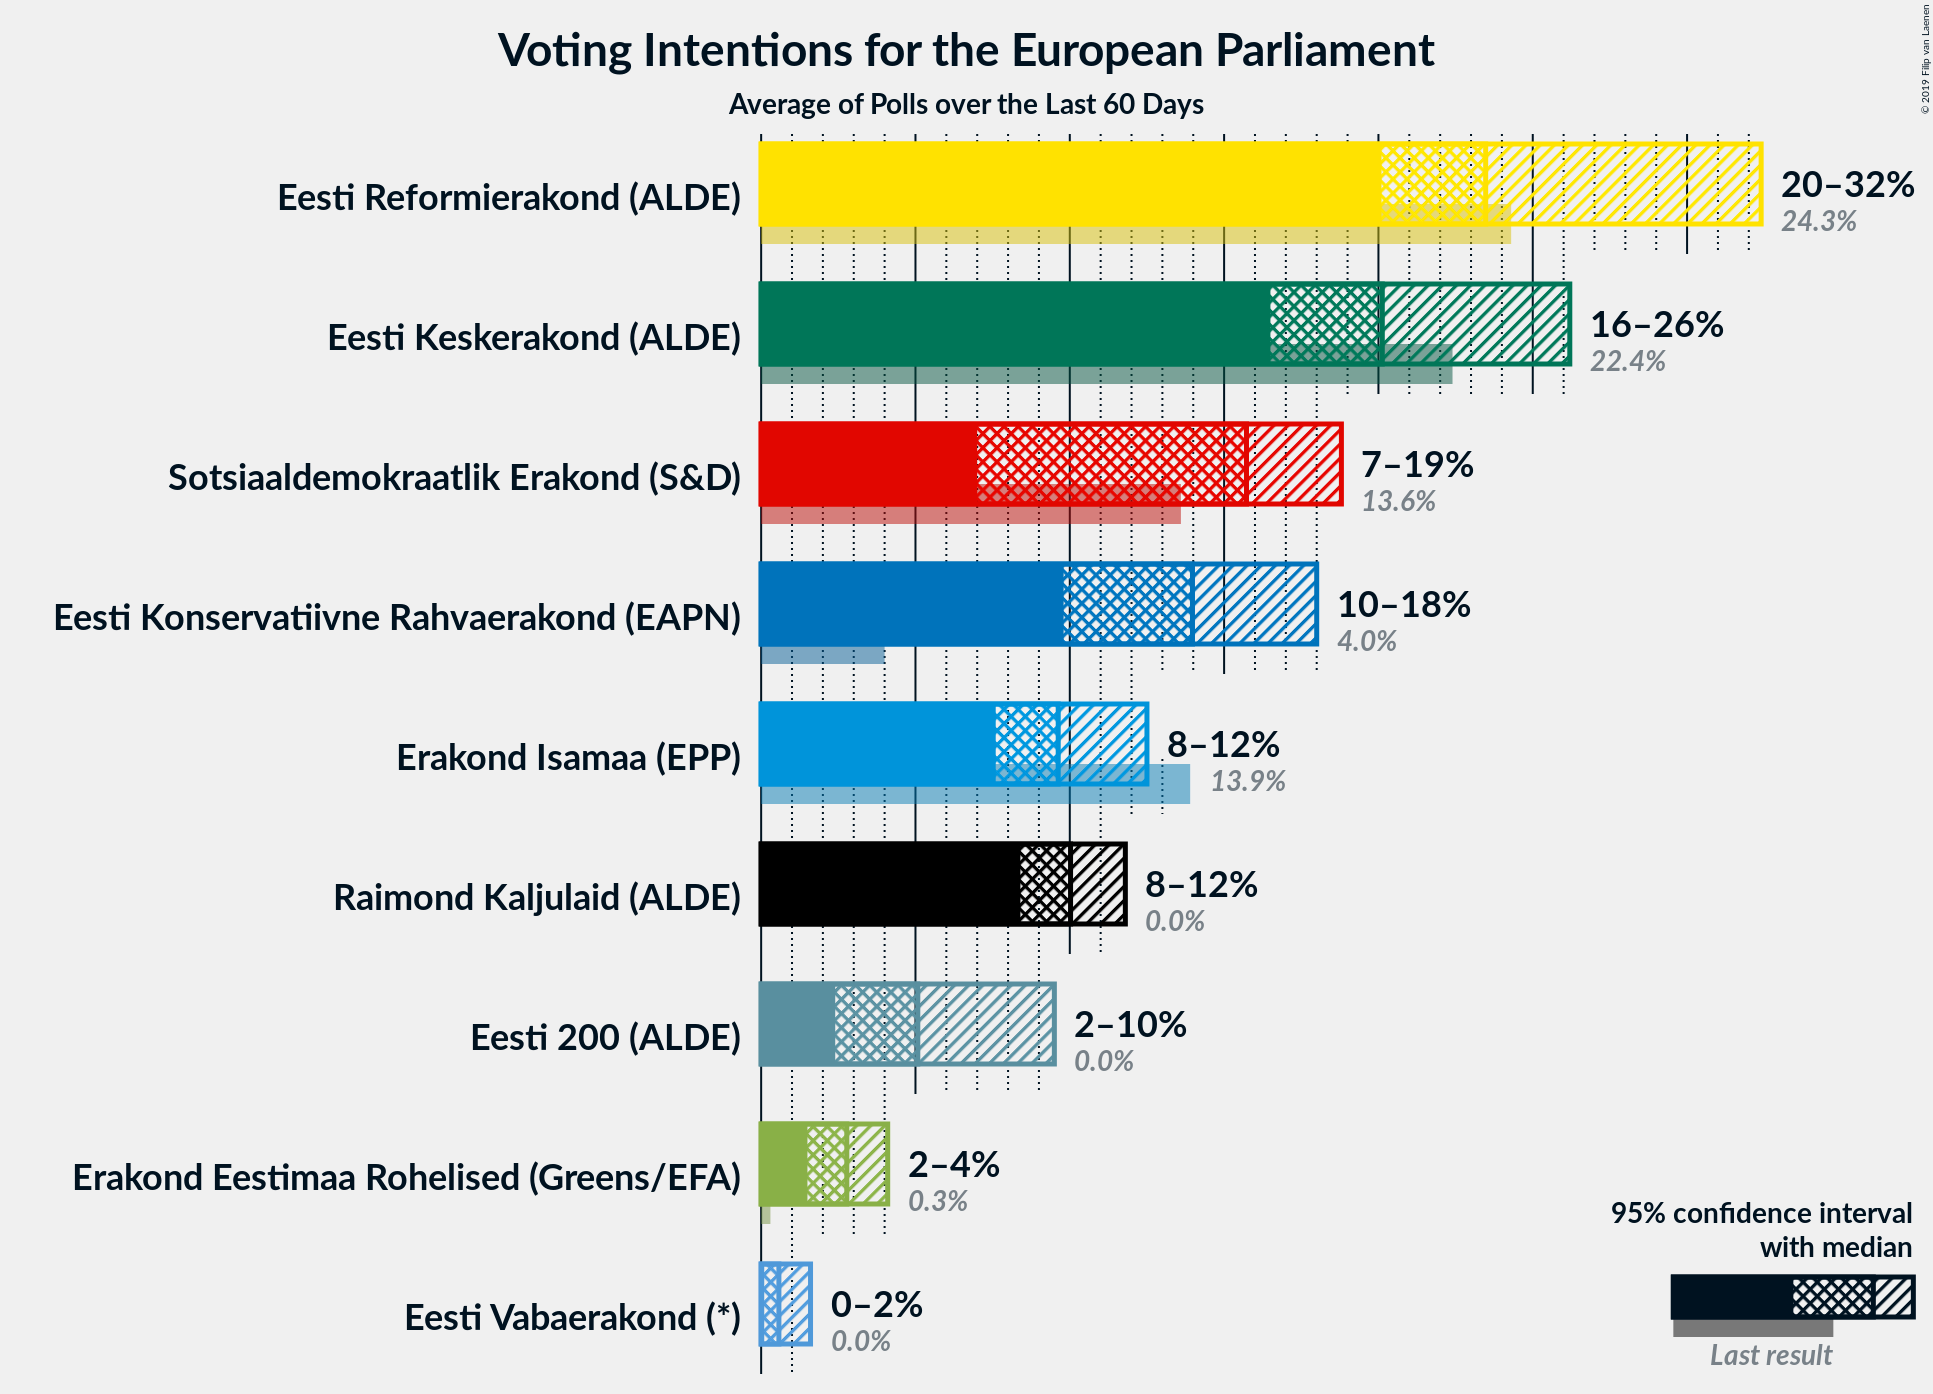 Voting Intentions for the European Parliament
Average of Polls over the Last 60 Days
© 2019 Filip van Laenen
Eesti Reformierakond (ALDE)
20–32%
24.3%
Eesti Keskerakond (ALDE)
16–26%
22.4%
Sotsiaaldemokraatlik Erakond (S&D)
7–19%
13.6%
Eesti Konservatiivne Rahvaerakond (EAPN)
10–18%
4.0%
Erakond Isamaa (EPP)
8–12%
13.9%
Raimond Kaljulaid (ALDE)
8–12%
0.0%
Eesti 200 (ALDE)
2–10%
0.0%
Erakond Eestimaa Rohelised (Greens/EFA)
2–4%
0.3%
Eesti Vabaerakond (*)
0–2%
0.0%
95% confidence interval
with median
Last result